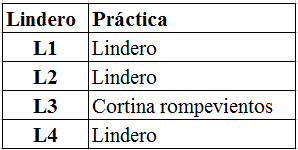 Lindero Práctica
L1 Lindero
L2 Lindero
L3 Cortina rompevientos
L4 Lindero